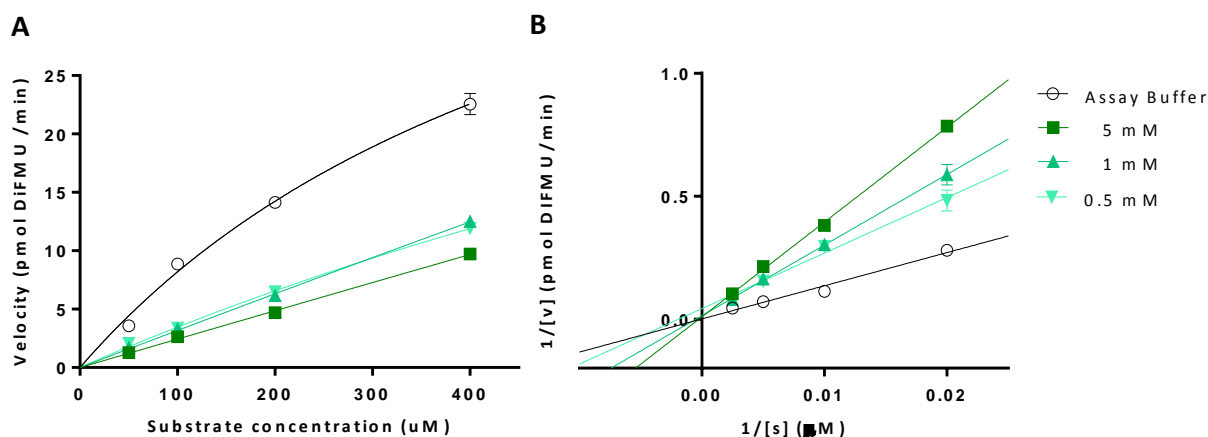 A
B
Velocity (pmol DiFMU /min)
25
20
15
10
5
0
0
100
200
300
400
Substrate concentration (uM)
1/[v] (pmol DiFMU/min)
1.0
0.5
0.0
0.00
0.01
0.02
1/[s] (µM)
Assay Buffer
5 mM
1 mM
0.5 mM